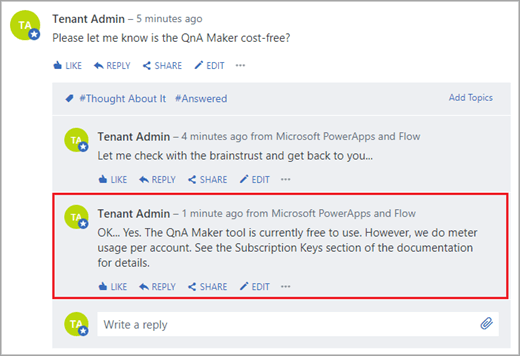 TA
Tenant Admin – 5 minutes ago
Please let me know is the QnA Maker cost-free?
LIKE REPLY SHARE EDIT ...
#Thought About It #Answered Add Topics
TA
Tenant Admin – 4 minutes ago from Microsoft PowerApps and Flow
Let me check with the brainstrust and get back to you...
LIKE REPLY SHARE EDIT ...
TA
Tenant Admin – 1 minute ago from Microsoft PowerApps and Flow
OK... Yes. The QnA Maker tool is currently free to use. However, we do meter
usage per account. See the Subscription Keys section of the documentation
for details.
LIKE REPLY SHARE EDIT ...
TA
Write a reply